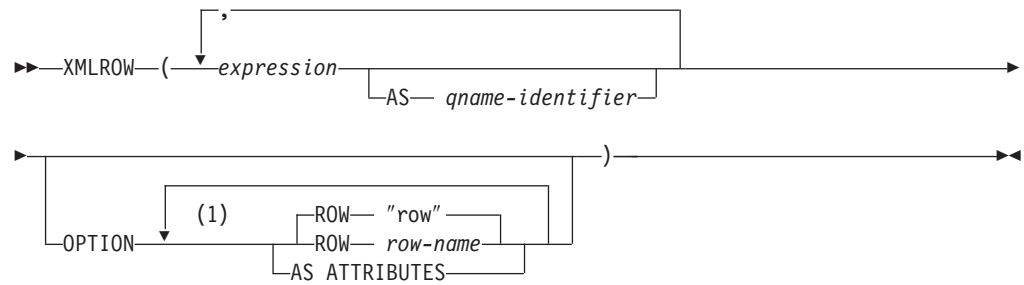 ,
XMLROW ( expression
AS qname-identifier
)
(1) ROW "row"
OPTION ROW row-name
AS ATTRIBUTES